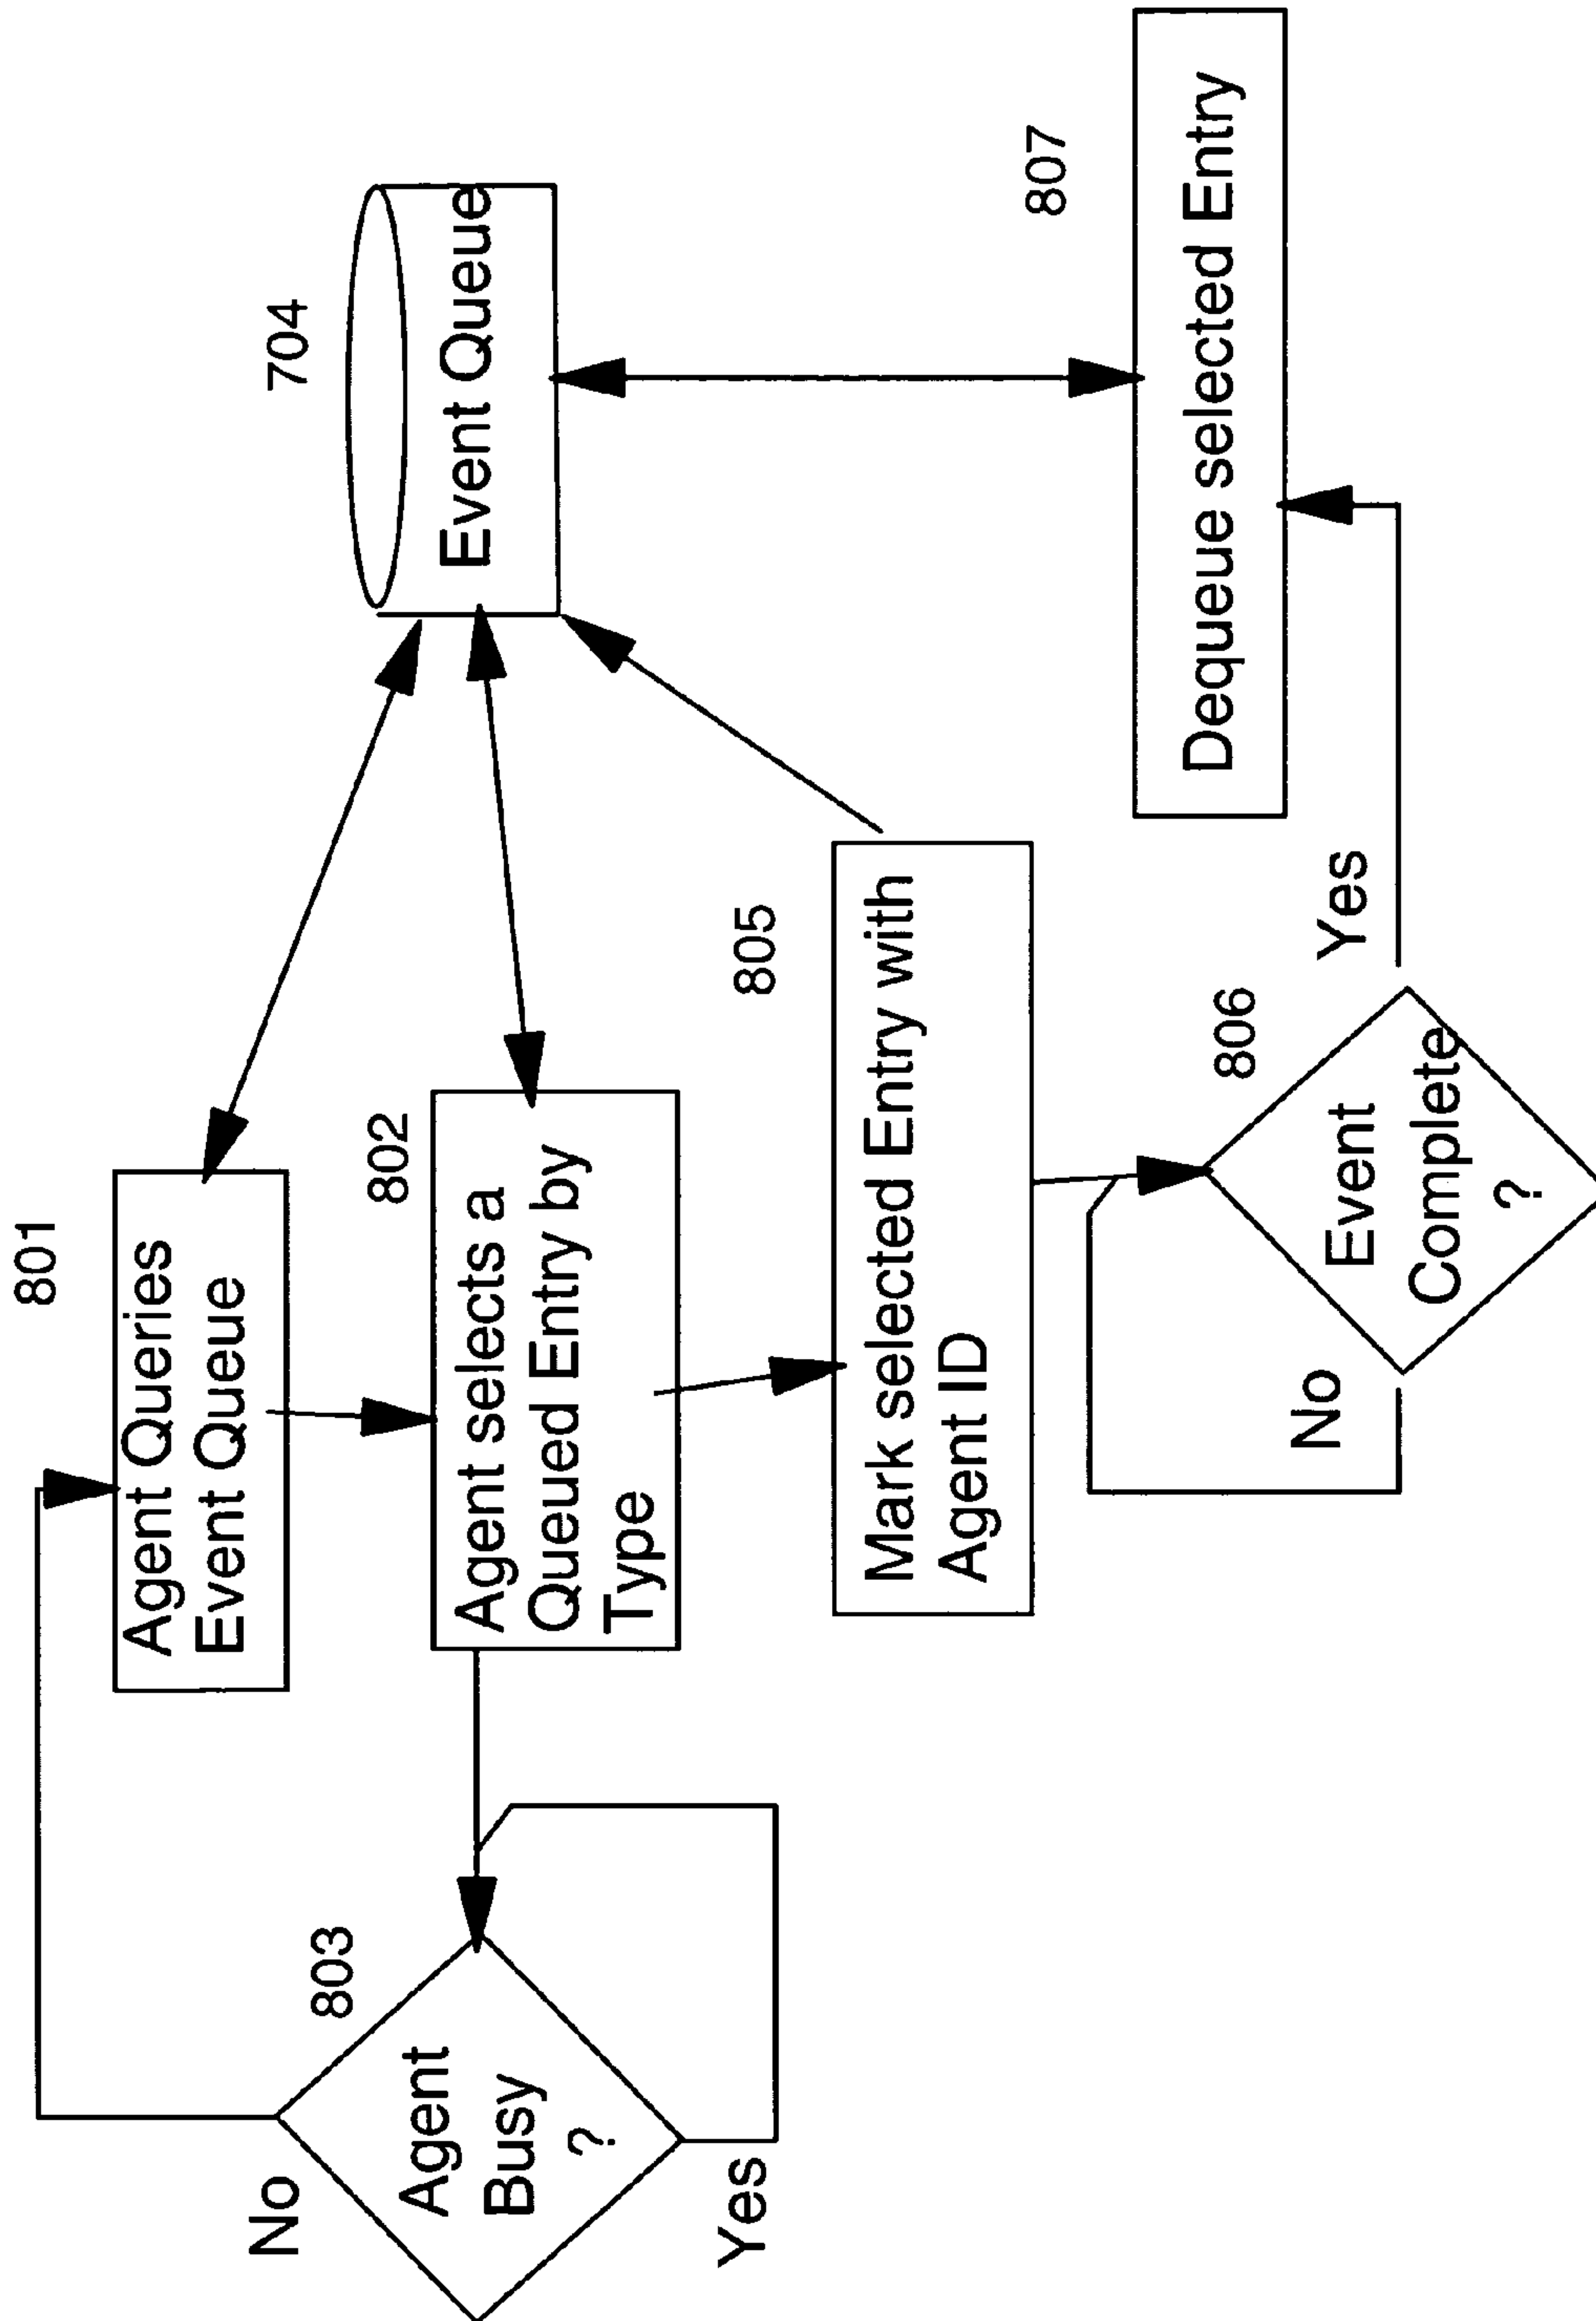 801
Agent Queries
Event Queue
704
Event Queue
No
803
Agent
Busy
?
Yes
802
Agent selects a
Queued Entry by
Type
805
Mark selected Entry with
Agent ID
806
Event
Complete
?
No
Yes
807
Dequeue selected Entry